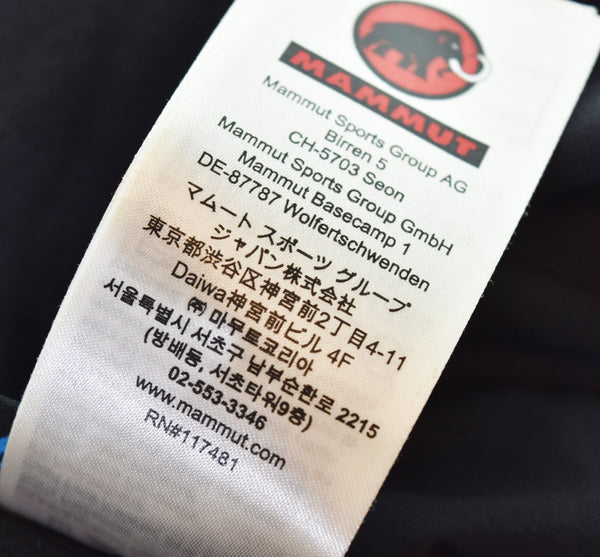 MAMMUT
Mammut Sports Group AG
Birren 5
CH-5703 Seon
Mammut Sports Group GmbH
Mammut Basecamp 1
DE-87787 Wolfertschwenden
マムート スポーツ グループ
ジャパン株式会社
東京都渋谷区神宮前2丁目4-11
Daiwa神宮前ビル 4F
㈜ 마무트코리아
서울특별시 서초구 남부순환로 2215
(방배동, 서초타워9층)
02-553-3346
www.mammut.com
RN#117481